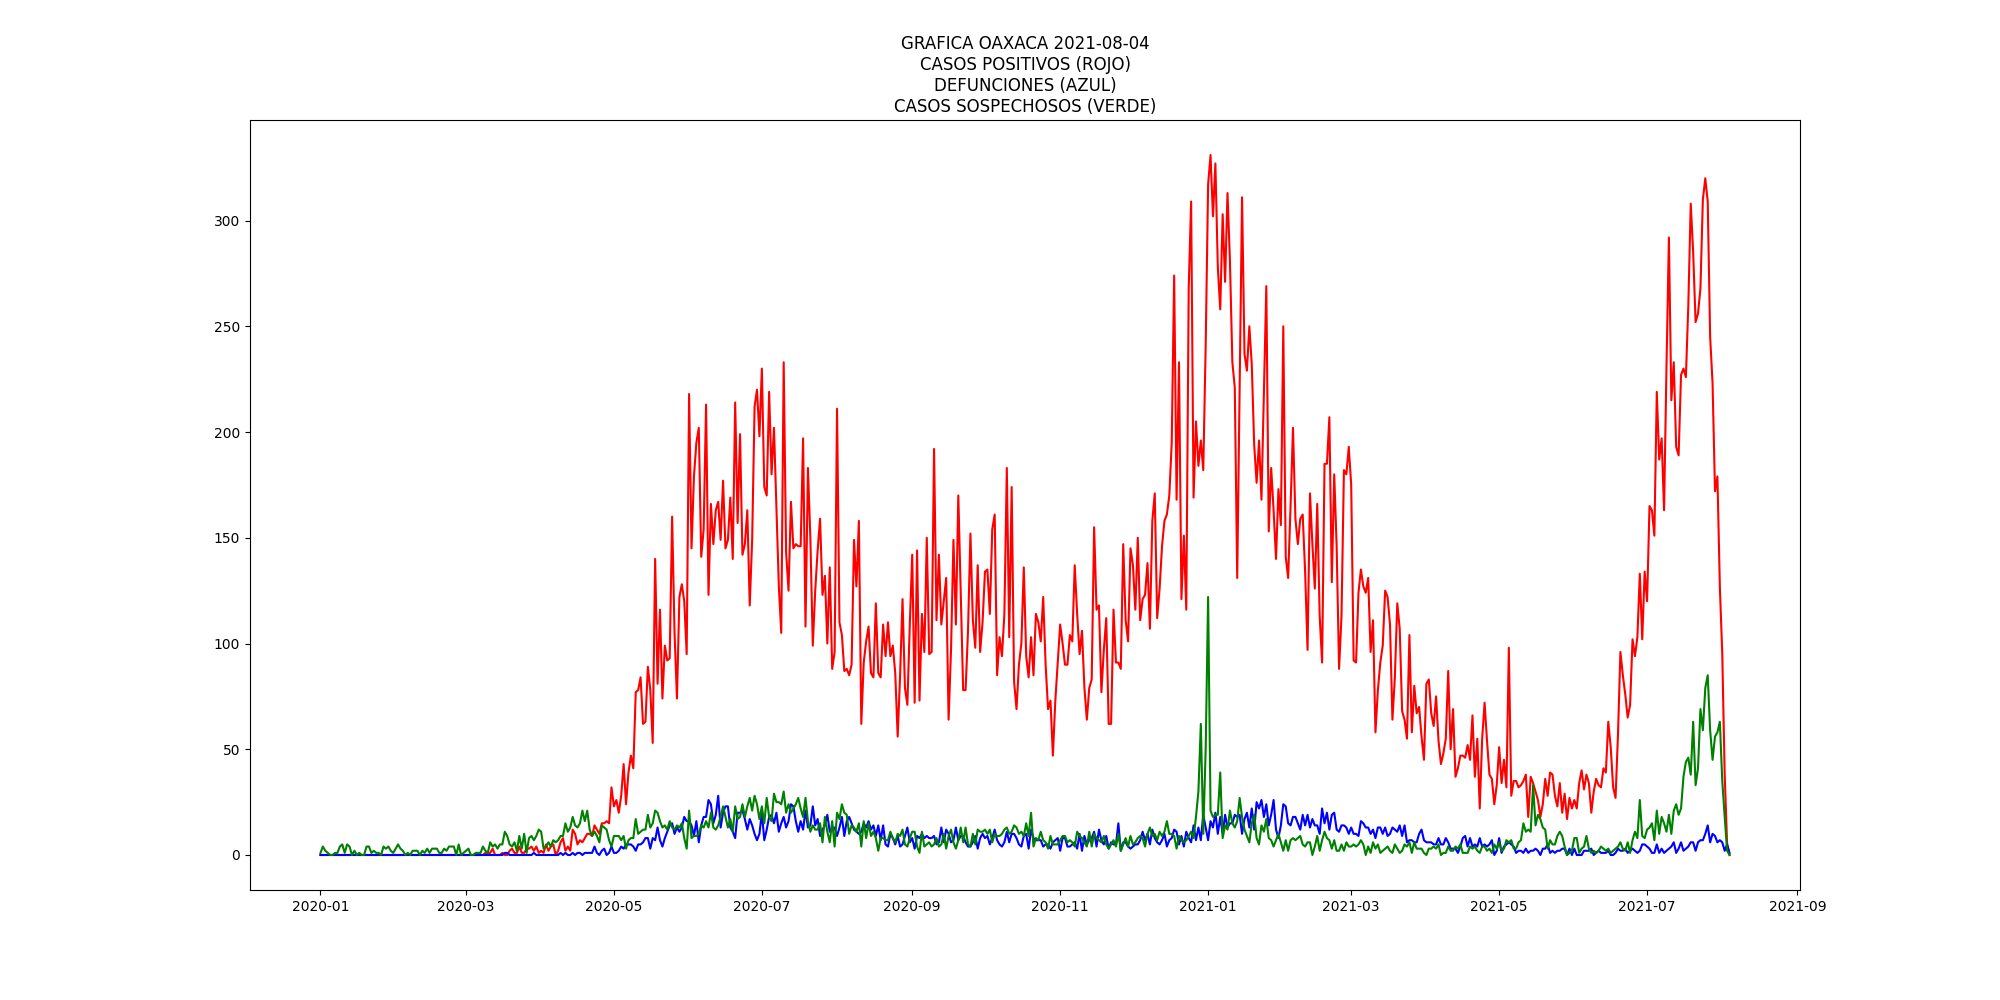 GRAFICA OAXACA 2021-08-04
CASOS POSITIVOS (ROJO)
DEFUNCIONES (AZUL)
CASOS SOSPECHOSOS (VERDE)
300
250
200
150
100
50
0
2020-01 2020-03 2020-05 2020-07 2020-09 2020-11 2021-01 2021-03 2021-05 2021-07 2021-09